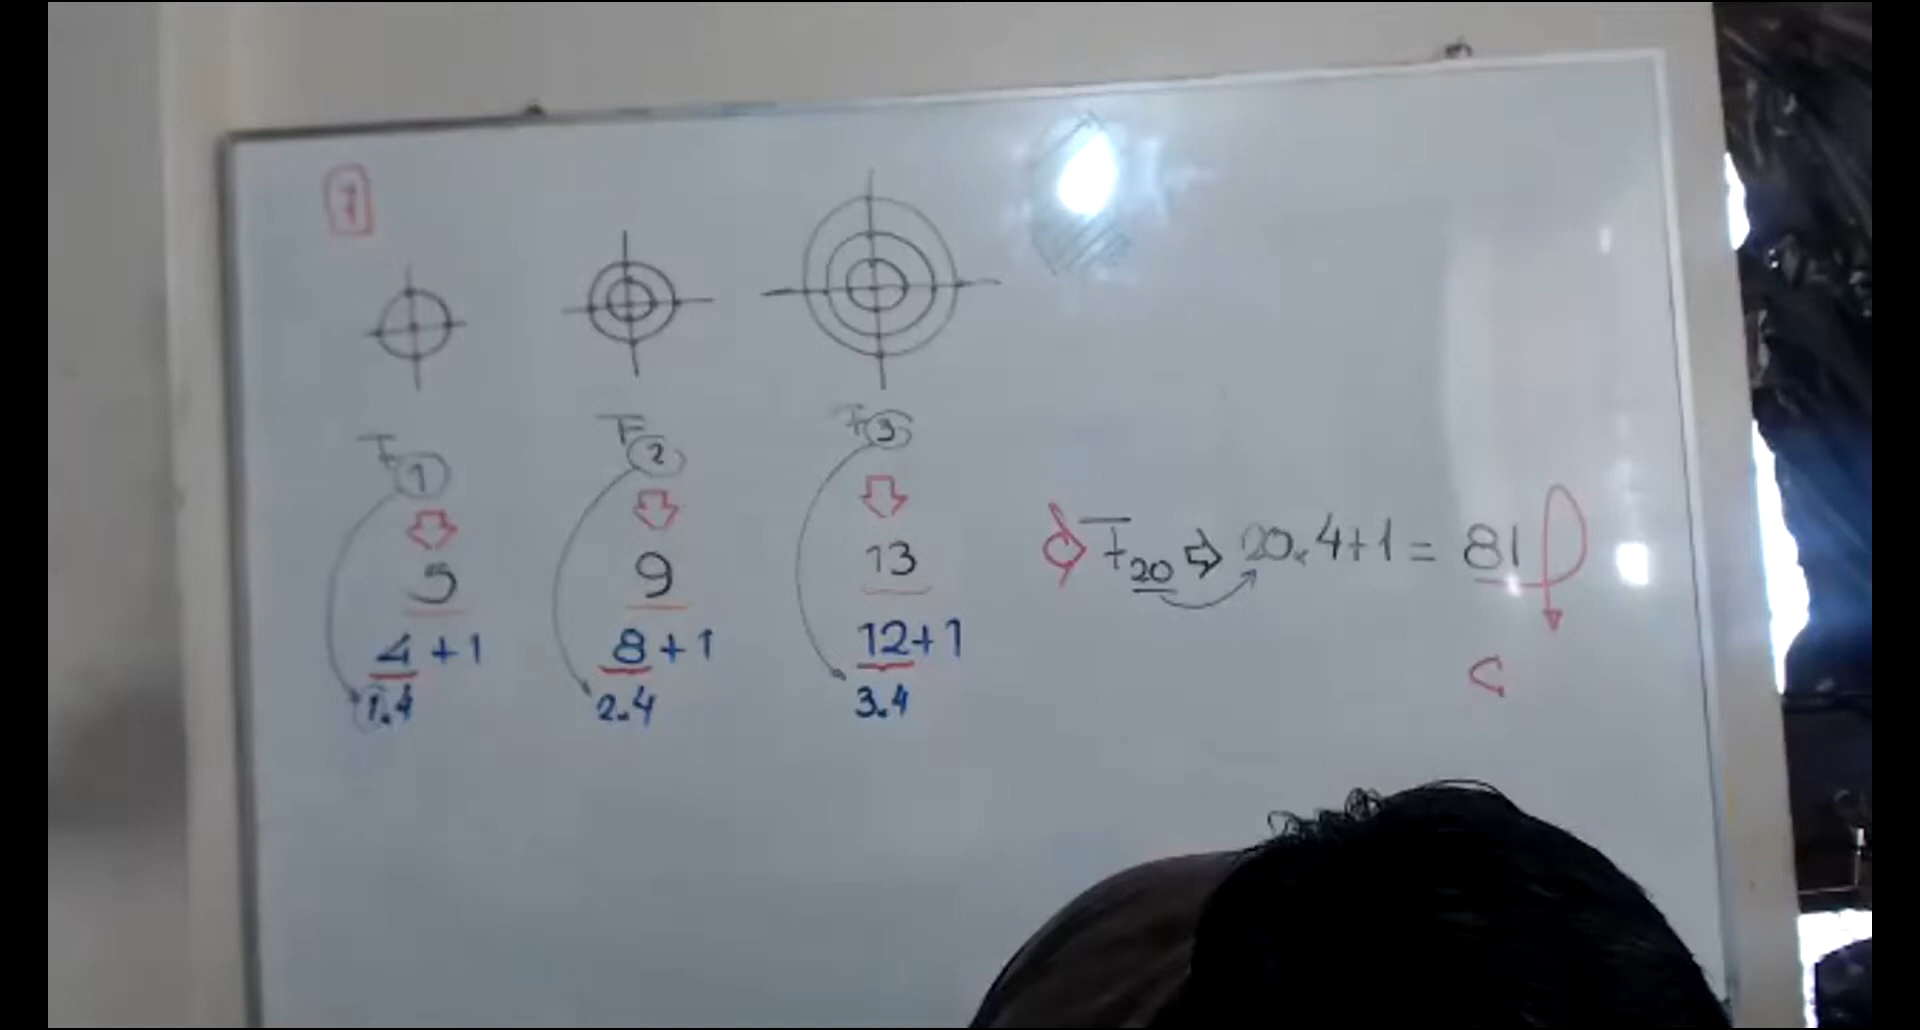 7
F1 F2 F3
5 9 13
4+1 8+1 12+1
1.4 2.4 3.4
F20 ⇒ 20.4+1 = 81
C